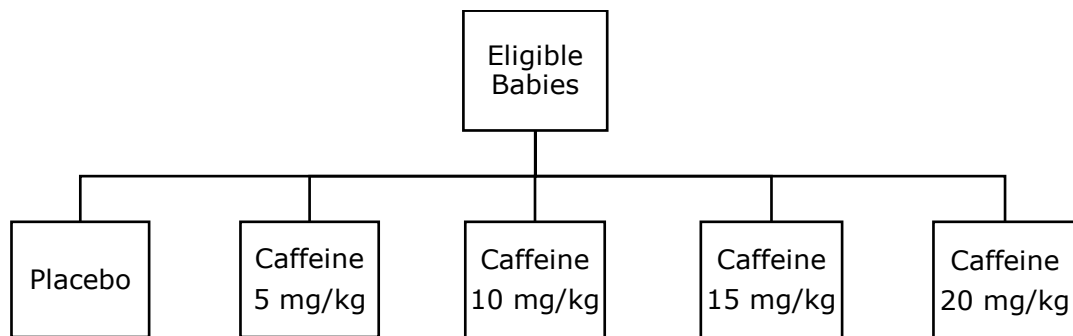 Eligible
Babies
Placebo
Caffeine
5 mg/kg
Caffeine
10 mg/kg
Caffeine
15 mg/kg
Caffeine
20 mg/kg